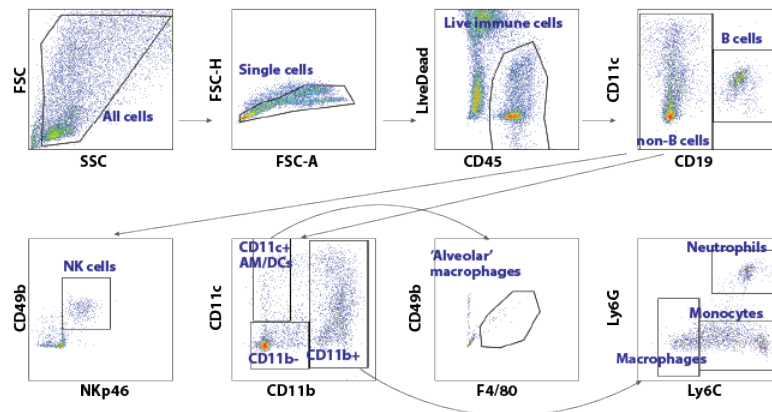 FSC
All cells
SSC
FSC-H
Single cells
FSC-A
LiveDead
Live immune cells
CD45
CD11c
B cells
non-B cells
CD19
CD49b
NK cells
NKp46
CD11c
CD11c+
AM/DCs
CD11b-
CD11b+
CD11b
CD49b
'Alveolar'
macrophages
F4/80
Ly6G
Neutrophils
Monocytes
Macrophages
Ly6C